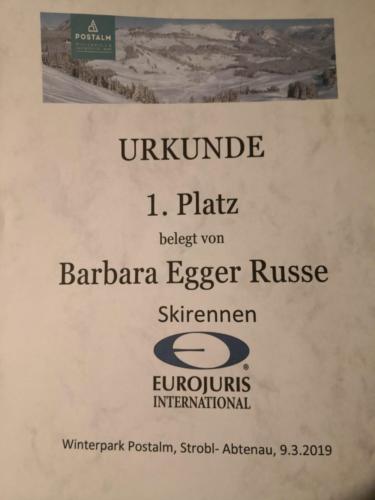 POSTALM
URKUNDE
1. Platz
belegt von
Barbara Egger Russe
Skirennen
®
EUROJURIS
INTERNATIONAL
Winterpark Postalm, Strobl- Abtenau, 9.3.2019